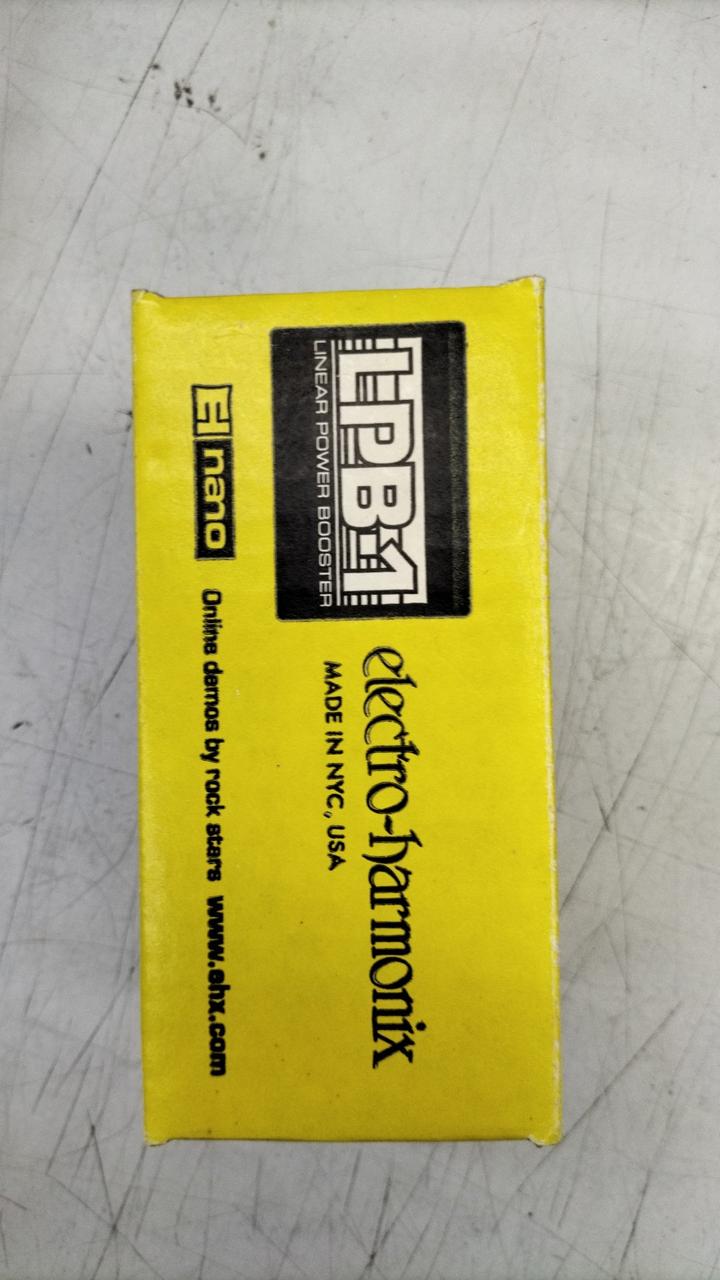 LPB-1
LINEAR POWER BOOSTER
electro-harmonix
MADE IN NYC, USA
EH nano Online demos by rock stars www.ehx.com